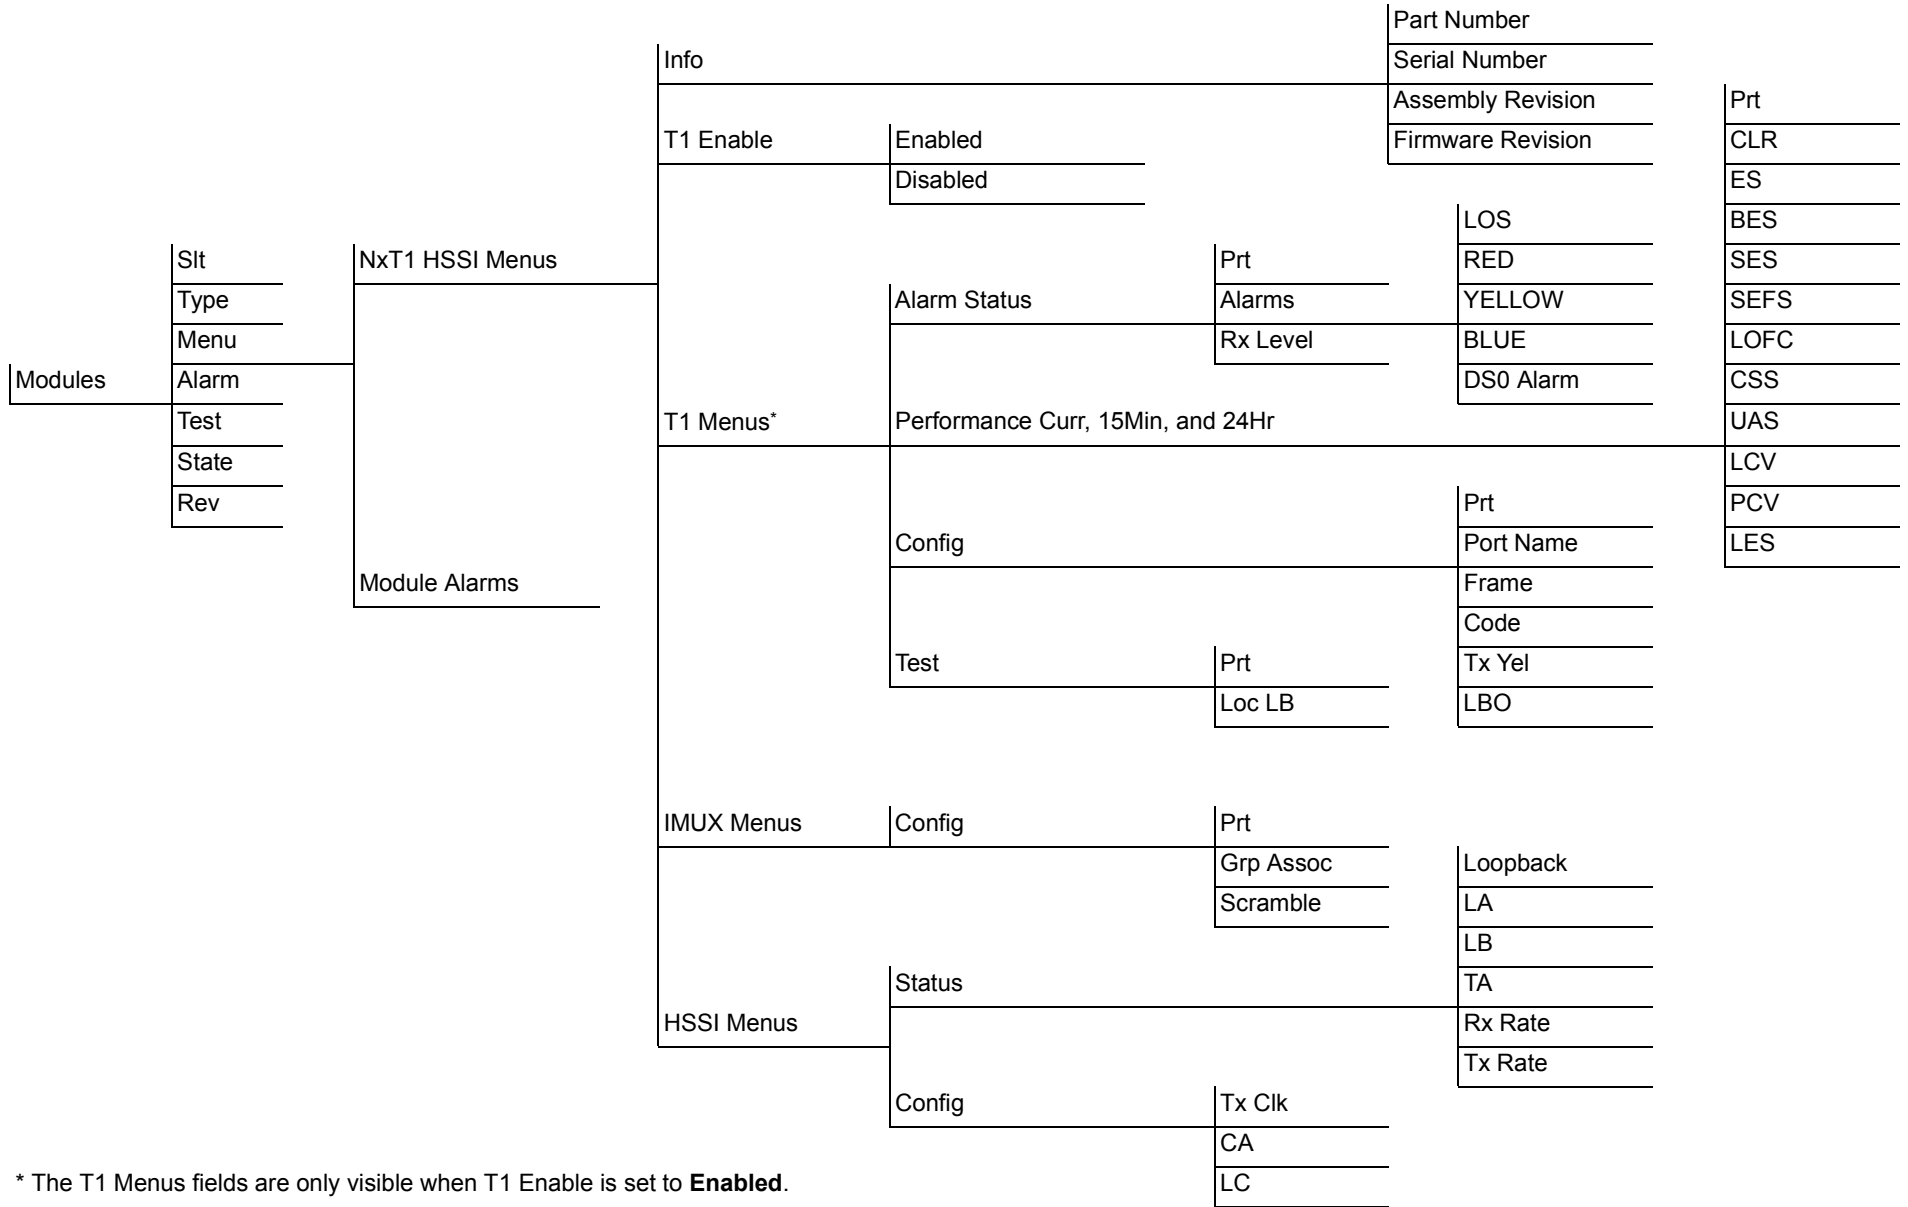 Modules
Slt
Type
Menu
Alarm
Test
State
Rev
NxT1 HSSI Menus
Module Alarms
Info
Part Number
Serial Number
Assembly Revision
Firmware Revision
T1 Enable
Enabled
Disabled
T1 Menus*
Alarm Status
Prt
Alarms
Rx Level
LOS
RED
YELLOW
BLUE
DS0 Alarm
Performance Curr, 15Min, and 24Hr
Prt
CLR
ES
BES
SES
SEFS
LOFC
CSS
UAS
LCV
PCV
LES
Config
Prt
Port Name
Frame
Code
Tx Yel
LBO
Test
Prt
Loc LB
IMUX Menus
Config
Prt
Grp Assoc
Scramble
HSSI Menus
Status
Loopback
LA
LB
TA
Rx Rate
Tx Rate
Config
Tx Clk
CA
LC
* The T1 Menus fields are only visible when T1 Enable is set to Enabled.